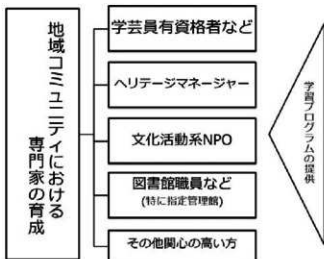 地域コミュニティにおける
専門家の育成
学芸員有資格者など
ヘリテージマネージャー
文化活動系NPO
図書館職員など
(特に指定管理館)
その他関心の高い方
学習プログラムの提供